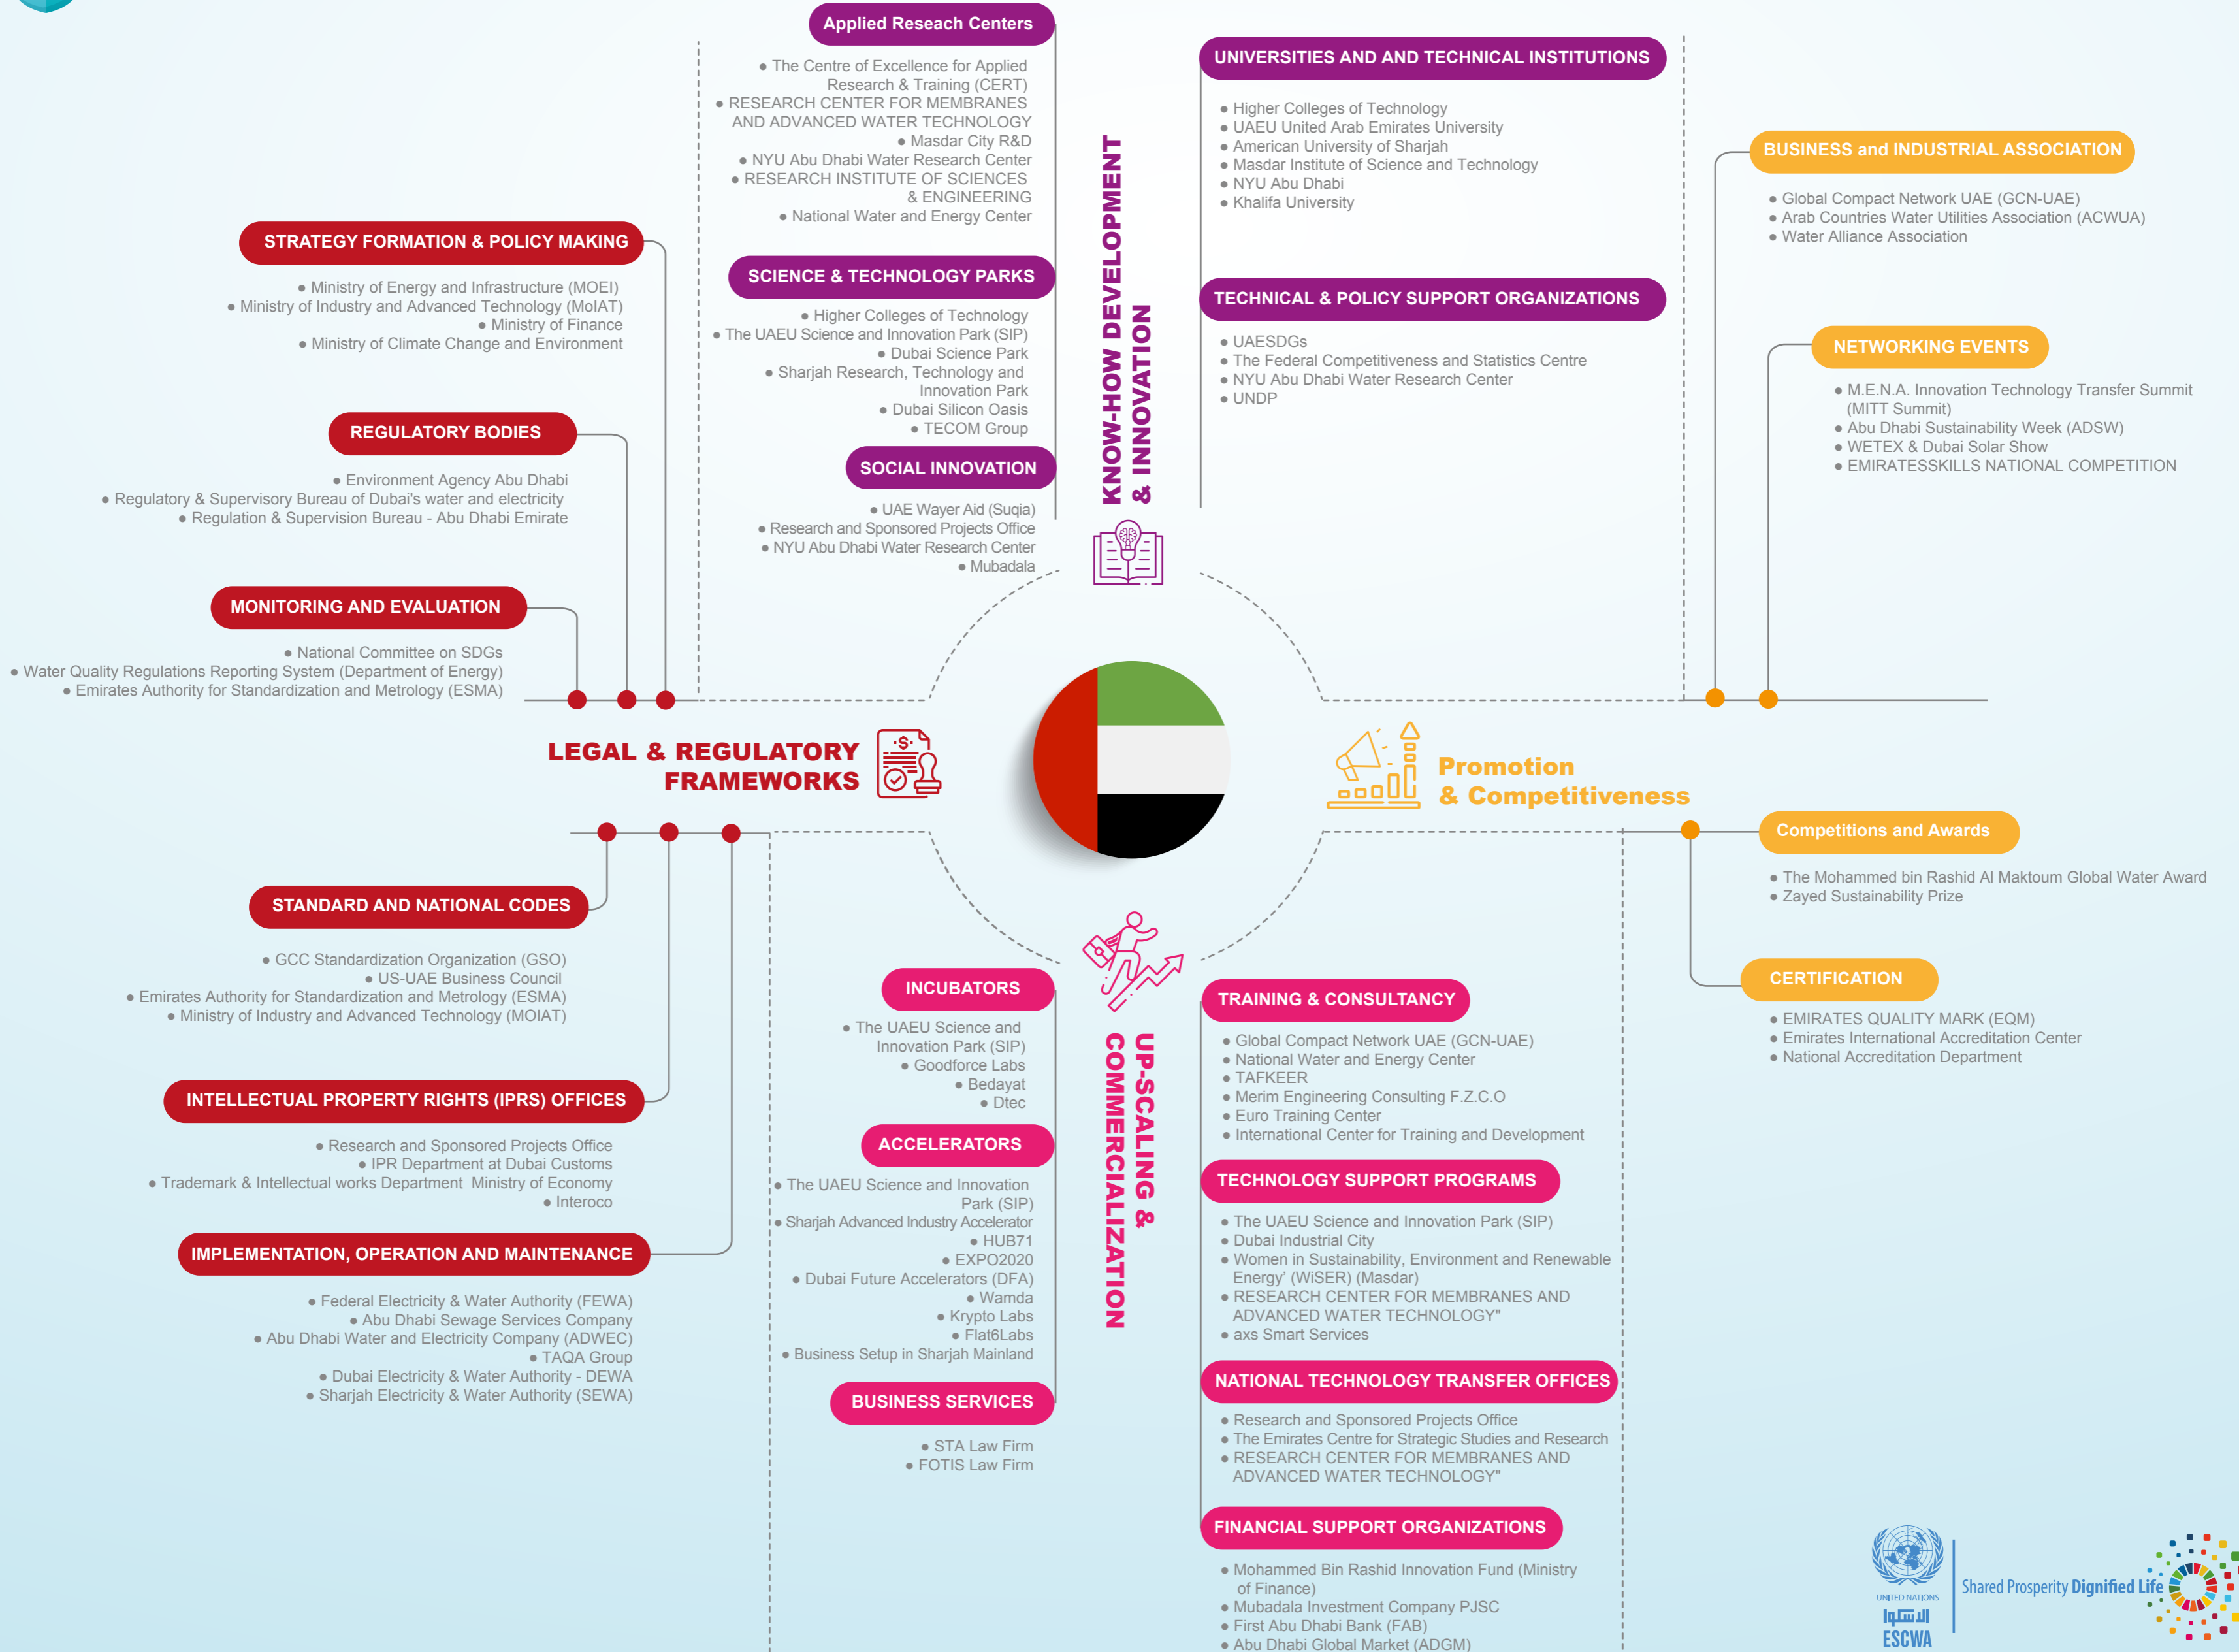 Applied Reseach Centers
● The Centre of Excellence for Applied
Research & Training (CERT)
● RESEARCH CENTER FOR MEMBRANES
AND ADVANCED WATER TECHNOLOGY
● Masdar City R&D
● NYU Abu Dhabi Water Research Center
● RESEARCH INSTITUTE OF SCIENCES
& ENGINEERING
● National Water and Energy Center
SCIENCE & TECHNOLOGY PARKS
● Higher Colleges of Technology
● The UAEU Science and Innovation Park (SIP)
● Dubai Science Park
● Sharjah Research, Technology and
Innovation Park
● Dubai Silicon Oasis
● TECOM Group
SOCIAL INNOVATION
● UAE Wayer Aid (Suqia)
● Research and Sponsored Projects Office
● NYU Abu Dhabi Water Research Center
● Mubadala
KNOW-HOW DEVELOPMENT
& INNOVATION
UNIVERSITIES AND AND TECHNICAL INSTITUTIONS
● Higher Colleges of Technology
● UAEU United Arab Emirates University
● American University of Sharjah
● Masdar Institute of Science and Technology
● NYU Abu Dhabi
● Khalifa University
TECHNICAL & POLICY SUPPORT ORGANIZATIONS
● UAESDGs
● The Federal Competitiveness and Statistics Centre
● NYU Abu Dhabi Water Research Center
● UNDP
BUSINESS and INDUSTRIAL ASSOCIATION
● Global Compact Network UAE (GCN-UAE)
● Arab Countries Water Utilities Association (ACWUA)
● Water Alliance Association
NETWORKING EVENTS
● M.E.N.A. Innovation Technology Transfer Summit
(MITT Summit)
● Abu Dhabi Sustainability Week (ADSW)
● WETEX & Dubai Solar Show
● EMIRATESSKILLS NATIONAL COMPETITION
STRATEGY FORMATION & POLICY MAKING
● Ministry of Energy and Infrastructure (MOEI)
● Ministry of Industry and Advanced Technology (MoIAT)
● Ministry of Finance
● Ministry of Climate Change and Environment
REGULATORY BODIES
● Environment Agency Abu Dhabi
● Regulatory & Supervisory Bureau of Dubai's water and electricity
● Regulation & Supervision Bureau - Abu Dhabi Emirate
MONITORING AND EVALUATION
● National Committee on SDGs
● Water Quality Regulations Reporting System (Department of Energy)
● Emirates Authority for Standardization and Metrology (ESMA)
LEGAL & REGULATORY
FRAMEWORKS
Promotion
& Competitiveness
STANDARD AND NATIONAL CODES
● GCC Standardization Organization (GSO)
● US-UAE Business Council
● Emirates Authority for Standardization and Metrology (ESMA)
● Ministry of Industry and Advanced Technology (MOIAT)
INTELLECTUAL PROPERTY RIGHTS (IPRS) OFFICES
● Research and Sponsored Projects Office
● IPR Department at Dubai Customs
● Trademark & Intellectual works Department Ministry of Economy
● Interoco
IMPLEMENTATION, OPERATION AND MAINTENANCE
● Federal Electricity & Water Authority (FEWA)
● Abu Dhabi Sewage Services Company
● Abu Dhabi Water and Electricity Company (ADWEC)
● TAQA Group
● Dubai Electricity & Water Authority - DEWA
● Sharjah Electricity & Water Authority (SEWA)
INCUBATORS
● The UAEU Science and
Innovation Park (SIP)
● Goodforce Labs
● Bedayat
● Dtec
ACCELERATORS
● The UAEU Science and Innovation
Park (SIP)
● Sharjah Advanced Industry Accelerator
● HUB71
● EXPO2020
● Dubai Future Accelerators (DFA)
● Wamda
● Krypto Labs
● Flat6Labs
● Business Setup in Sharjah Mainland
BUSINESS SERVICES
● STA Law Firm
● FOTIS Law Firm
UP-SCALING &
COMMERCIALIZATION
TRAINING & CONSULTANCY
● Global Compact Network UAE (GCN-UAE)
● National Water and Energy Center
● TAFKEER
● Merim Engineering Consulting F.Z.C.O
● Euro Training Center
● International Center for Training and Development
TECHNOLOGY SUPPORT PROGRAMS
● The UAEU Science and Innovation Park (SIP)
● Dubai Industrial City
● Women in Sustainability, Environment and Renewable
Energy’ (WiSER) (Masdar)
● RESEARCH CENTER FOR MEMBRANES AND
ADVANCED WATER TECHNOLOGY"
● axs Smart Services
NATIONAL TECHNOLOGY TRANSFER OFFICES
● Research and Sponsored Projects Office
● The Emirates Centre for Strategic Studies and Research
● RESEARCH CENTER FOR MEMBRANES AND
ADVANCED WATER TECHNOLOGY"
FINANCIAL SUPPORT ORGANIZATIONS
● Mohammed Bin Rashid Innovation Fund (Ministry
of Finance)
● Mubadala Investment Company PJSC
● First Abu Dhabi Bank (FAB)
● Abu Dhabi Global Market (ADGM)
Competitions and Awards
● The Mohammed bin Rashid Al Maktoum Global Water Award
● Zayed Sustainability Prize
CERTIFICATION
● EMIRATES QUALITY MARK (EQM)
● Emirates International Accreditation Center
● National Accreditation Department
UNITED NATIONS
الإسكوا
ESCWA
Shared Prosperity Dignified Life